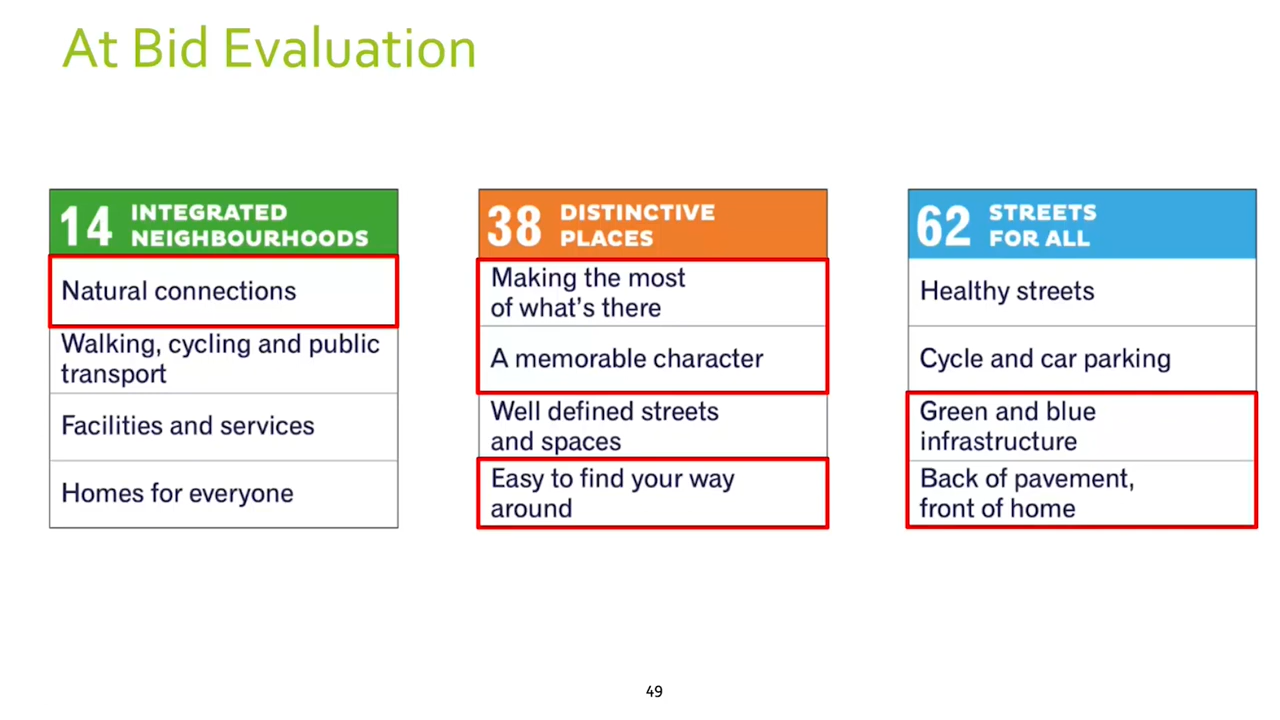 At Bid Evaluation
14 INTEGRATED
NEIGHBOURHOODS
Natural connections
Walking, cycling and public
transport
Facilities and services
Homes for everyone
38 DISTINCTIVE
PLACES
Making the most
of what's there
A memorable character
Well defined streets
and spaces
Easy to find your way
around
62 STREETS
FOR ALL
Healthy streets
Cycle and car parking
Green and blue
infrastructure
Back of pavement,
front of home
49